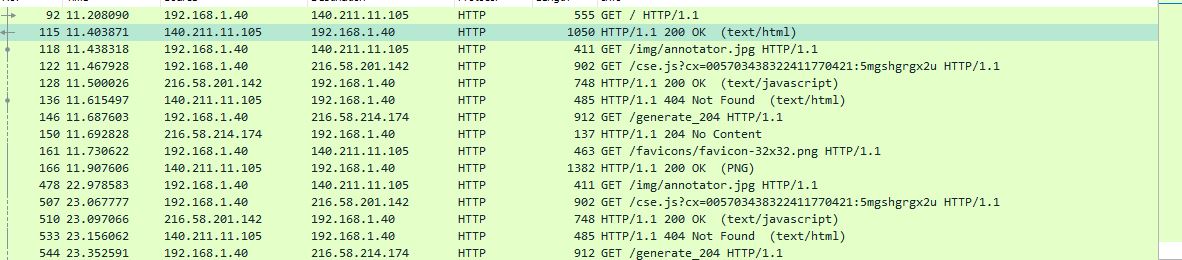 92 11.208090 192.168.1.40 140.211.11.105 HTTP 555 GET / HTTP/1.1
115 11.403871 140.211.11.105 192.168.1.40 HTTP 1050 HTTP/1.1 200 OK (text/html)
118 11.438318 192.168.1.40 140.211.11.105 HTTP 411 GET /img/annotator.jpg HTTP/1.1
122 11.467928 192.168.1.40 216.58.201.142 HTTP 902 GET /cse.js?cx=005703438322411770421:5mgshgrgx2u HTTP/1.1
128 11.500026 216.58.201.142 192.168.1.40 HTTP 748 HTTP/1.1 200 OK (text/javascript)
136 11.615497 140.211.11.105 192.168.1.40 HTTP 485 HTTP/1.1 404 Not Found (text/html)
146 11.687603 192.168.1.40 216.58.214.174 HTTP 912 GET /generate_204 HTTP/1.1
150 11.692828 216.58.214.174 192.168.1.40 HTTP 137 HTTP/1.1 204 No Content
161 11.730622 192.168.1.40 140.211.11.105 HTTP 463 GET /favicons/favicon-32x32.png HTTP/1.1
166 11.907606 140.211.11.105 192.168.1.40 HTTP 1382 HTTP/1.1 200 OK (PNG)
478 22.978583 192.168.1.40 140.211.11.105 HTTP 411 GET /img/annotator.jpg HTTP/1.1
507 23.067777 192.168.1.40 216.58.201.142 HTTP 902 GET /cse.js?cx=005703438322411770421:5mgshgrgx2u HTTP/1.1
510 23.097066 216.58.201.142 192.168.1.40 HTTP 748 HTTP/1.1 200 OK (text/javascript)
533 23.156062 140.211.11.105 192.168.1.40 HTTP 485 HTTP/1.1 404 Not Found (text/html)
544 23.352591 192.168.1.40 216.58.214.174 HTTP 912 GET /generate_204 HTTP/1.1